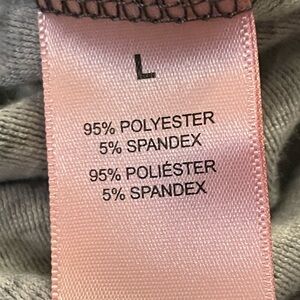 L
95% POLYESTER
5% SPANDEX
95% POLIÉSTER
5% SPANDEX